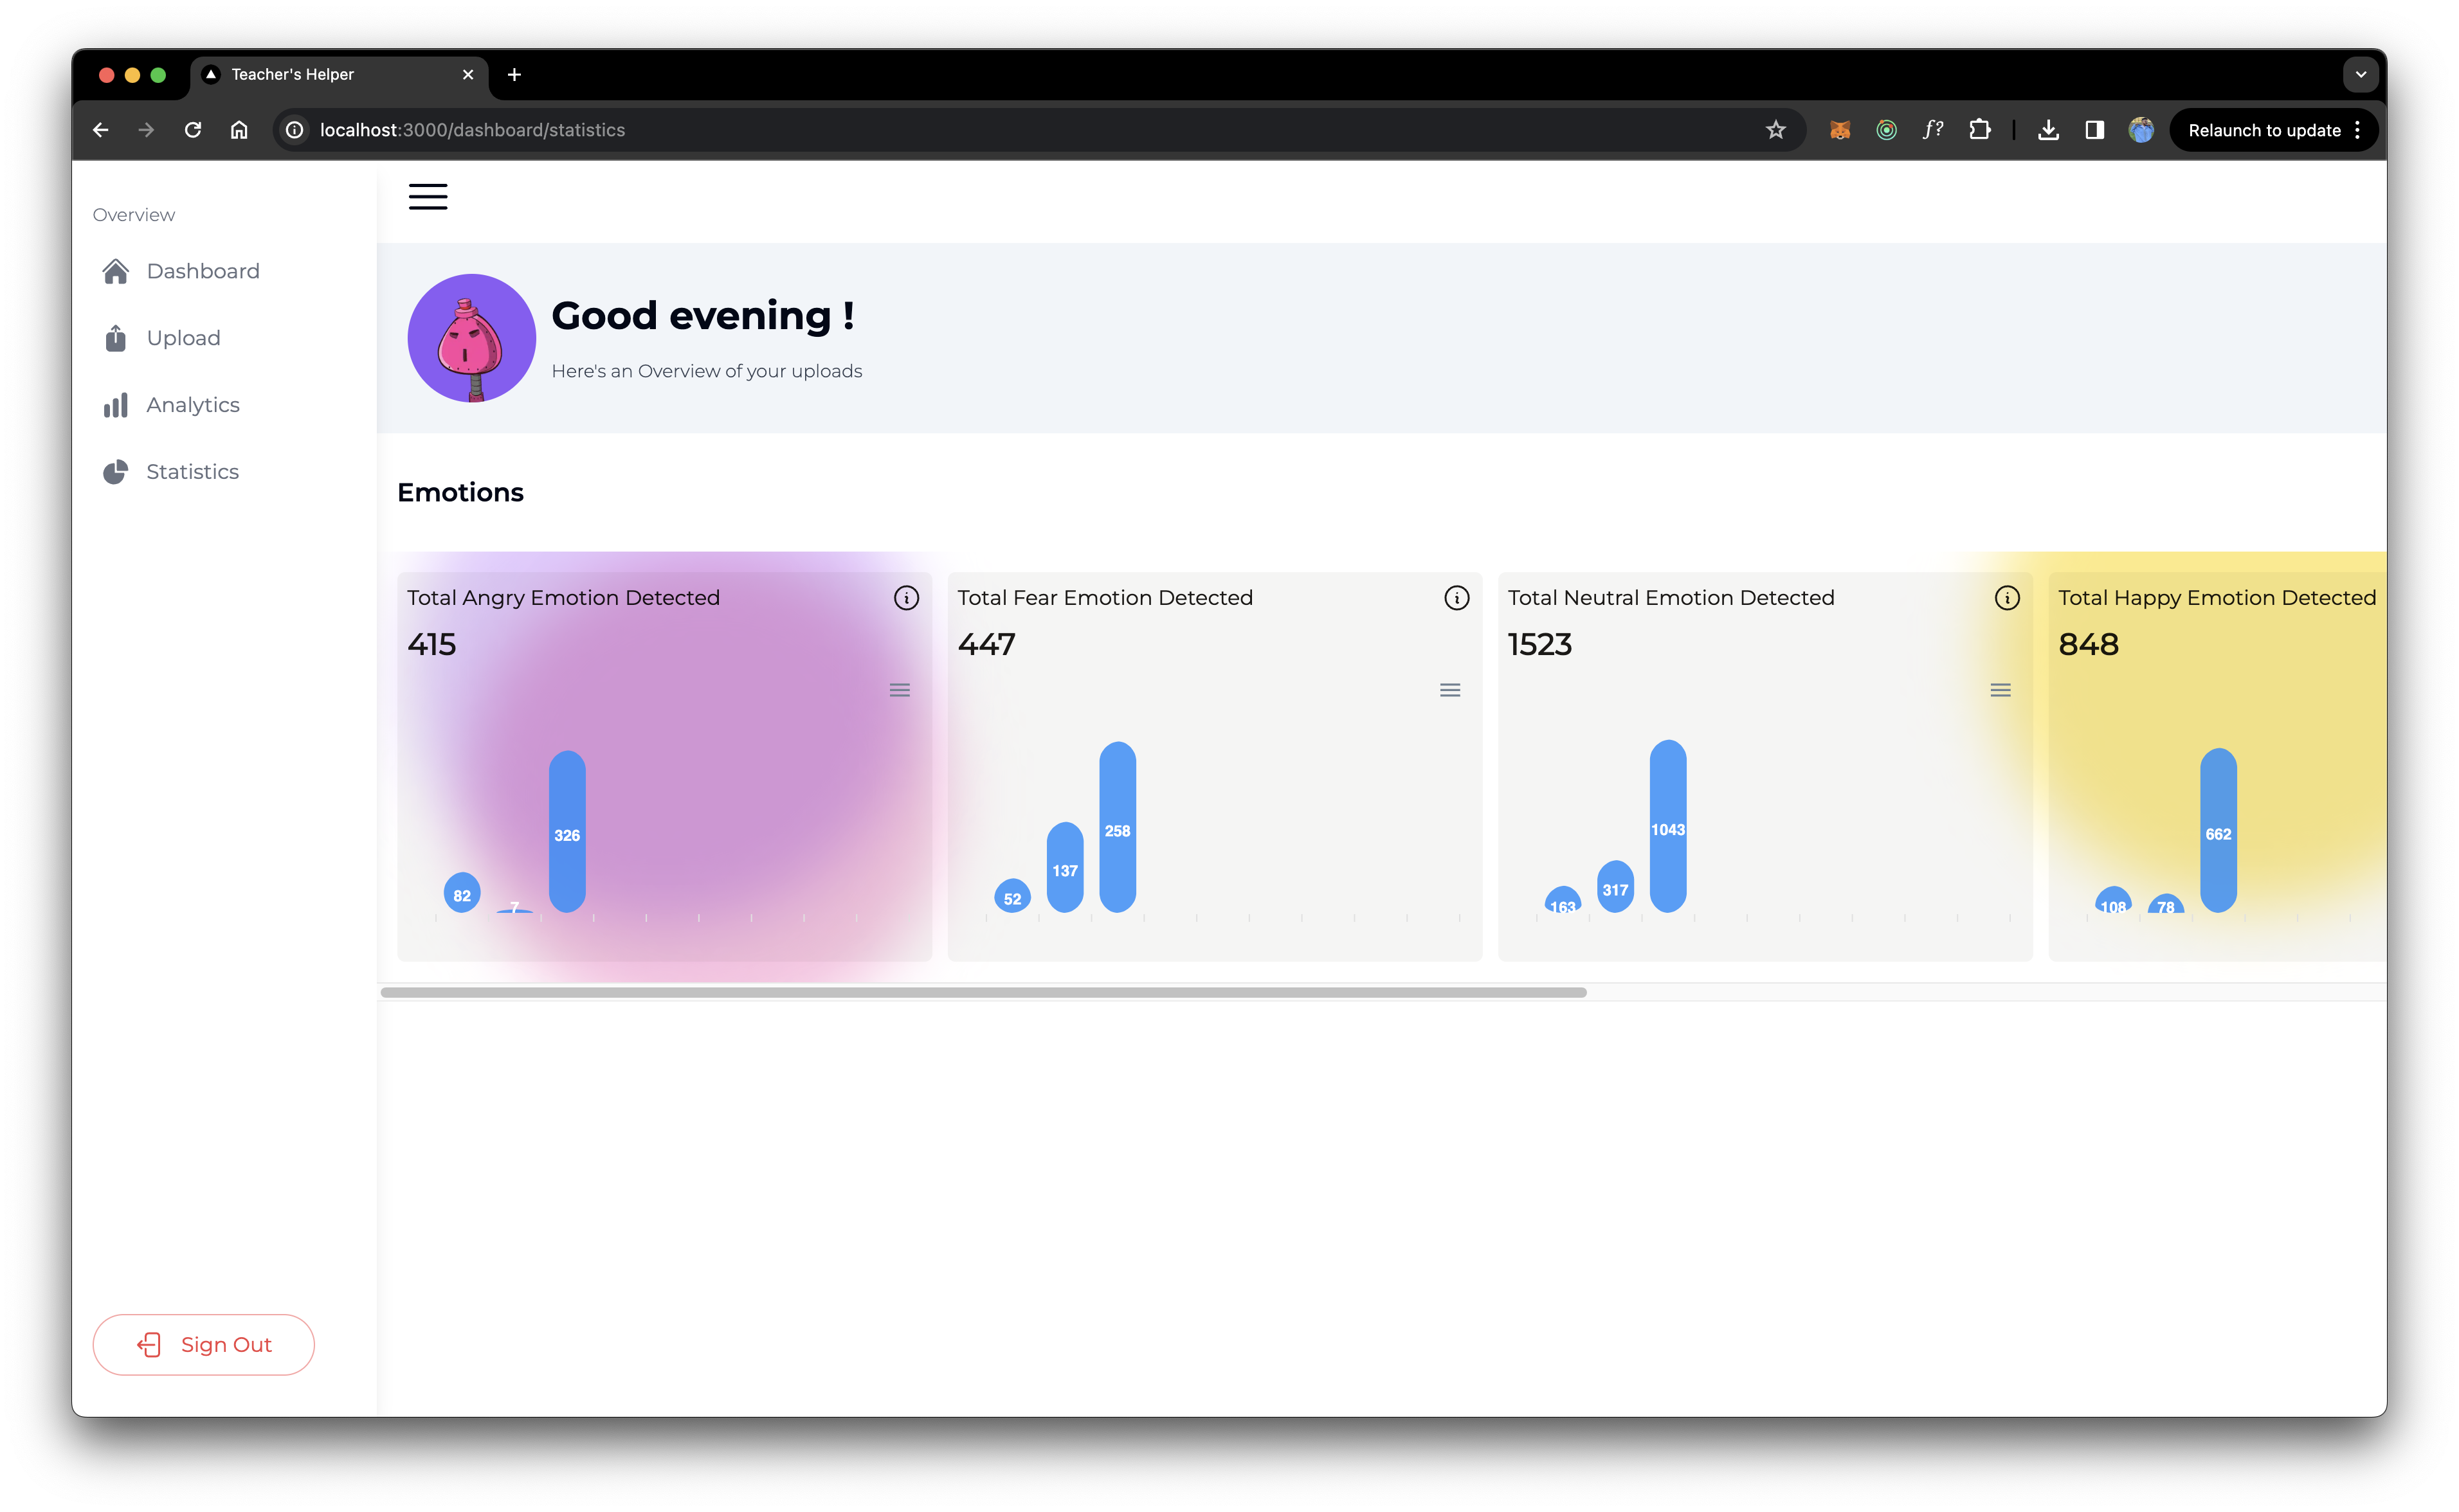 Teacher's Helper
localhost:3000/dashboard/statistics
f?
Relaunch to update
Overview
Dashboard
Upload
Analytics
Statistics
Sign Out
Good evening !
Here's an Overview of your uploads
Emotions
Total Angry Emotion Detected
415
82
7
326
Total Fear Emotion Detected
447
52
137
258
Total Neutral Emotion Detected
1523
163
317
1043
Total Happy Emotion Detected
848
108
78
662